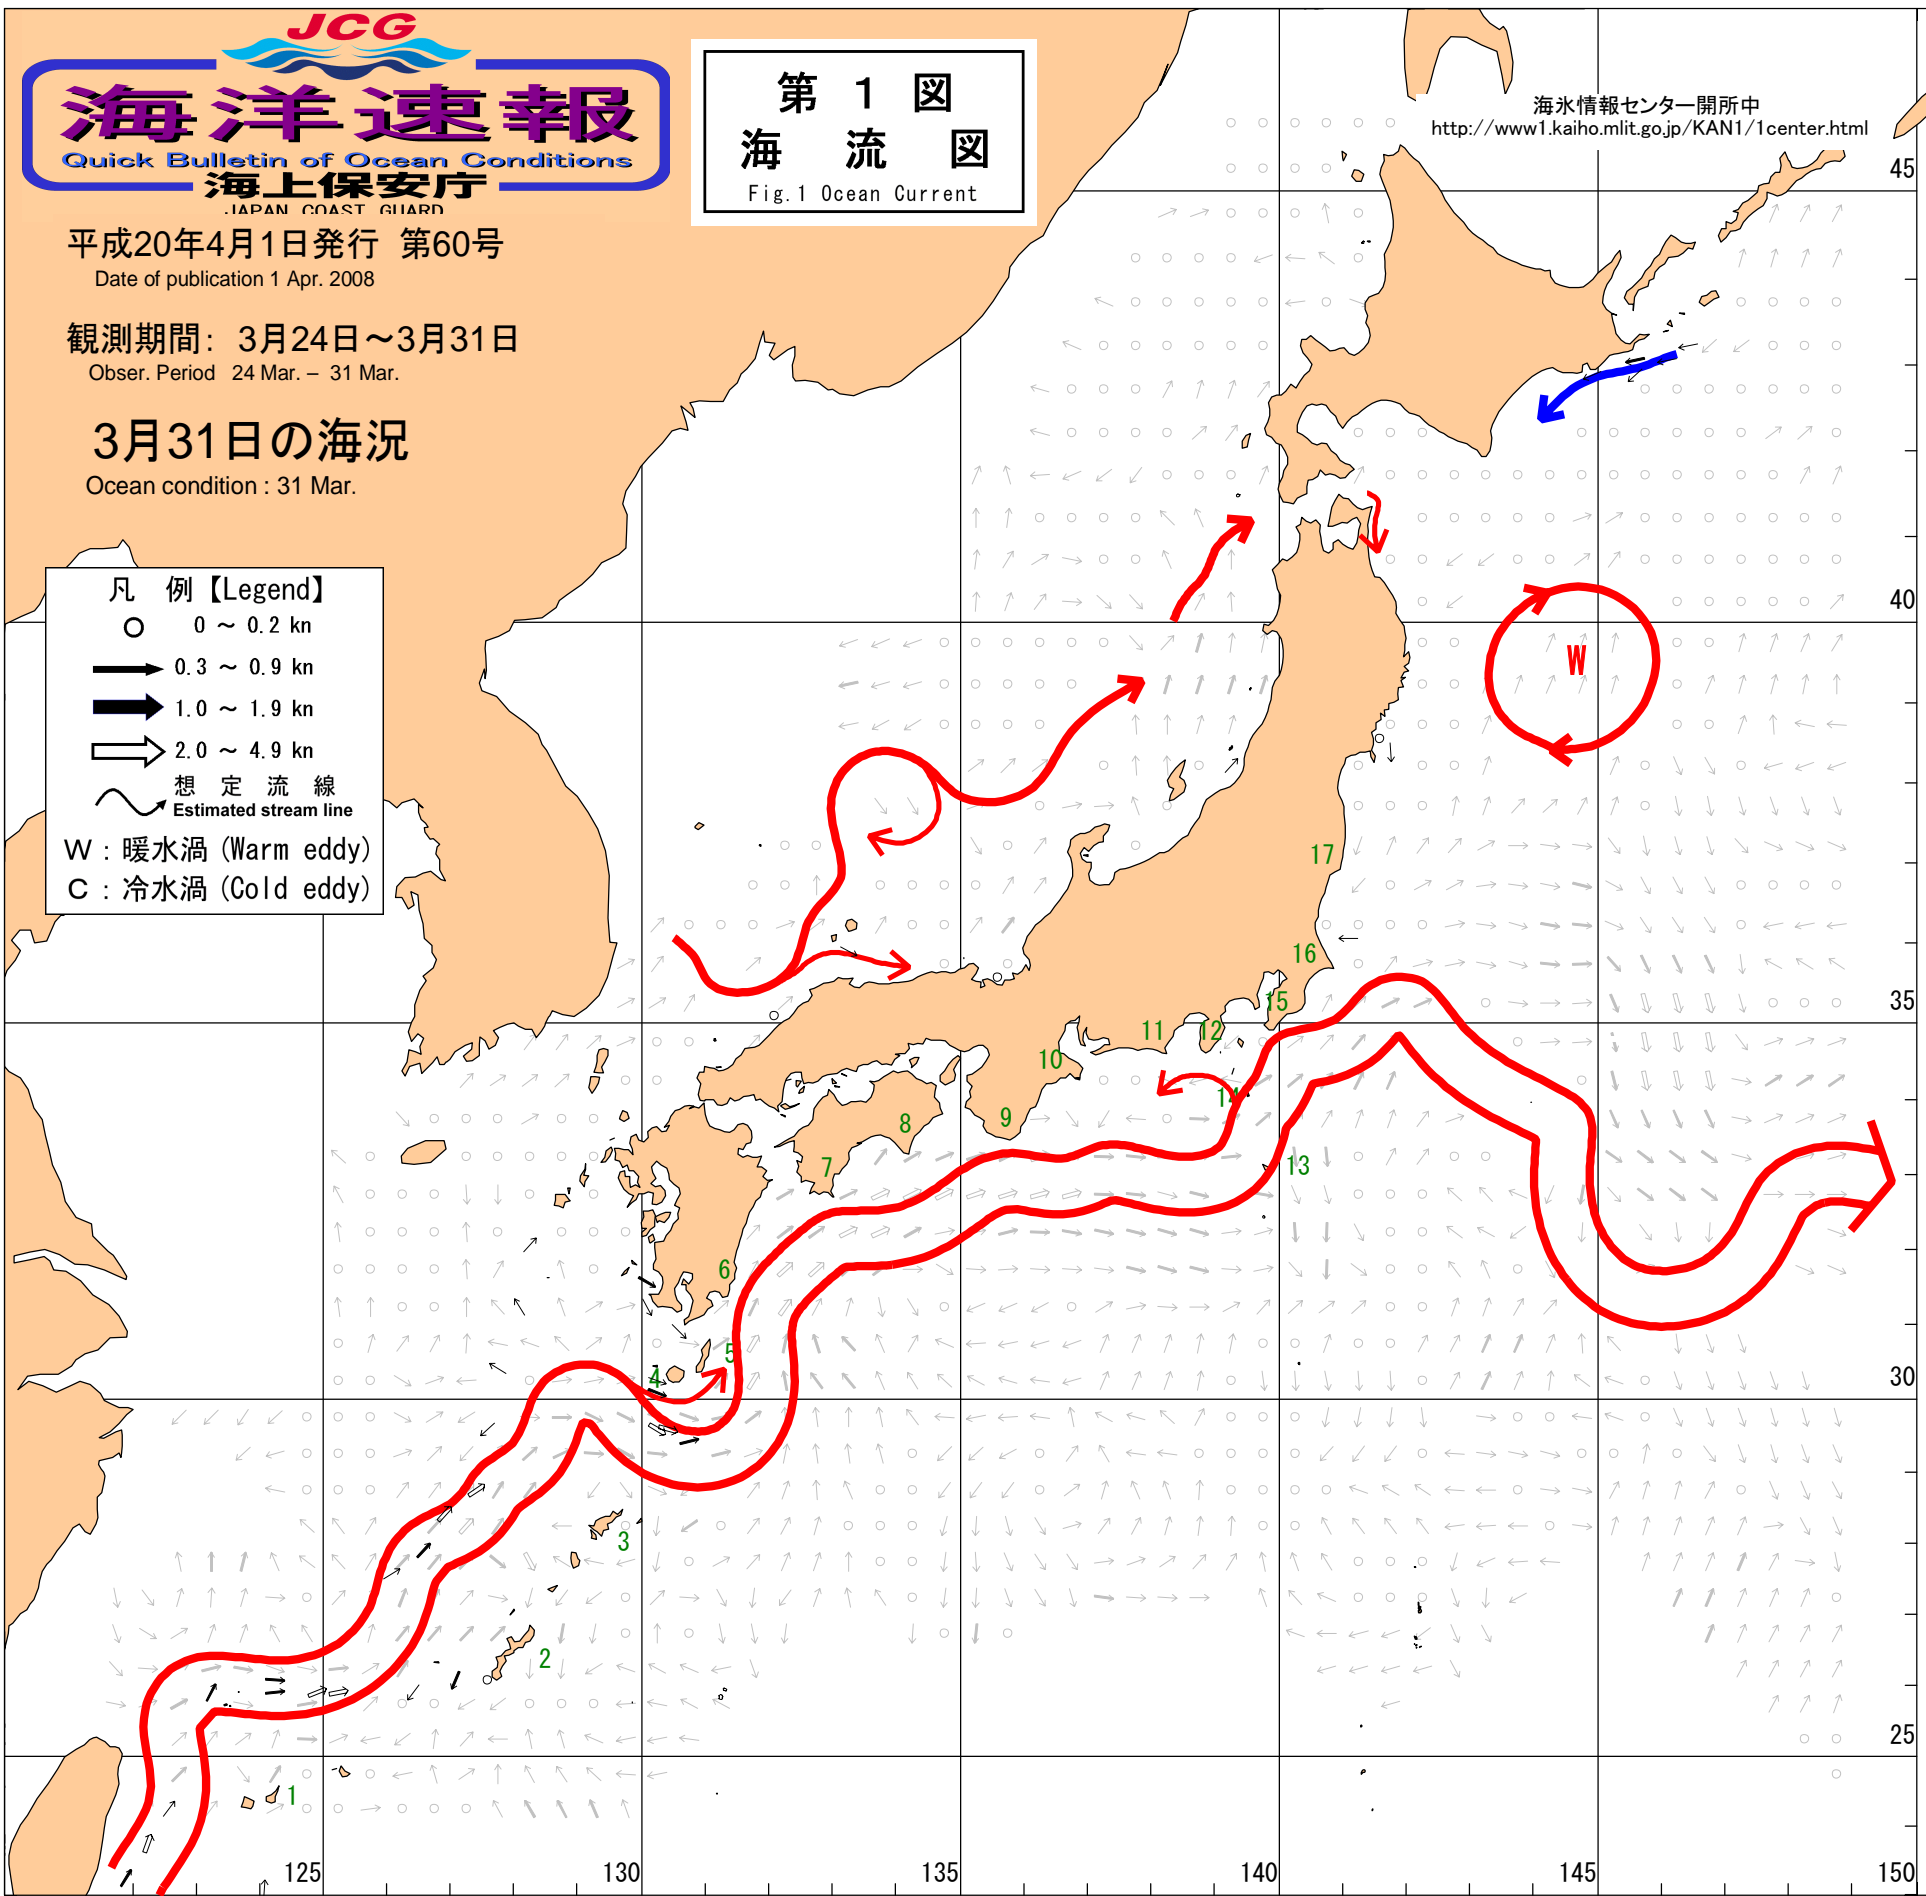 JCG
海洋速報
Quick Bulletin of Ocean Conditions
海上保安庁
JAPAN COAST GUARD
平成20年4月1日発行 第60号
Date of publication 1 Apr. 2008
観測期間: 3月24日～3月31日
Obser. Period 24 Mar. – 31 Mar.
3月31日の海況
Ocean condition : 31 Mar.
第 1 図
海 流 図
Fig.1 Ocean Current
海氷情報センター開所中
http://www1.kaiho.mlit.go.jp/KAN1/1center.html
凡 例【Legend】
0 ～ 0.2 kn
0.3 ～ 0.9 kn
1.0 ～ 1.9 kn
2.0 ～ 4.9 kn
想 定 流 線
Estimated stream line
W : 暖水渦 (Warm eddy)
C : 冷水渦 (Cold eddy)
45
40
W
17
16
35
15
12
11
10
14
9
8
7
13
6
5
4
30
3
2
25
1
125
130
135
140
145
150